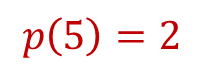 p(5) = 2